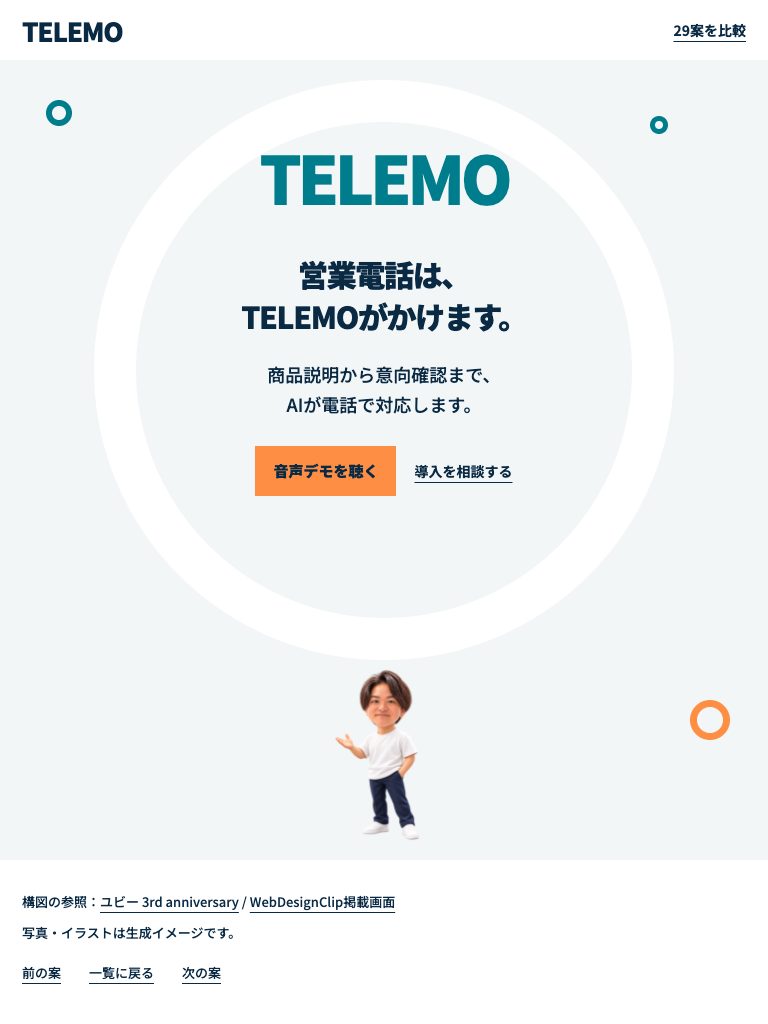 TELEMO
29案を比較
TELEMO
営業電話は、
TELEMOがかけます。
商品説明から意向確認まで、
AIが電話で対応します。
音声デモを聴く
導入を相談する
構図の参照：ユビー 3rd anniversary / WebDesignClip掲載画面
写真・イラストは生成イメージです。
前の案 一覧に戻る 次の案